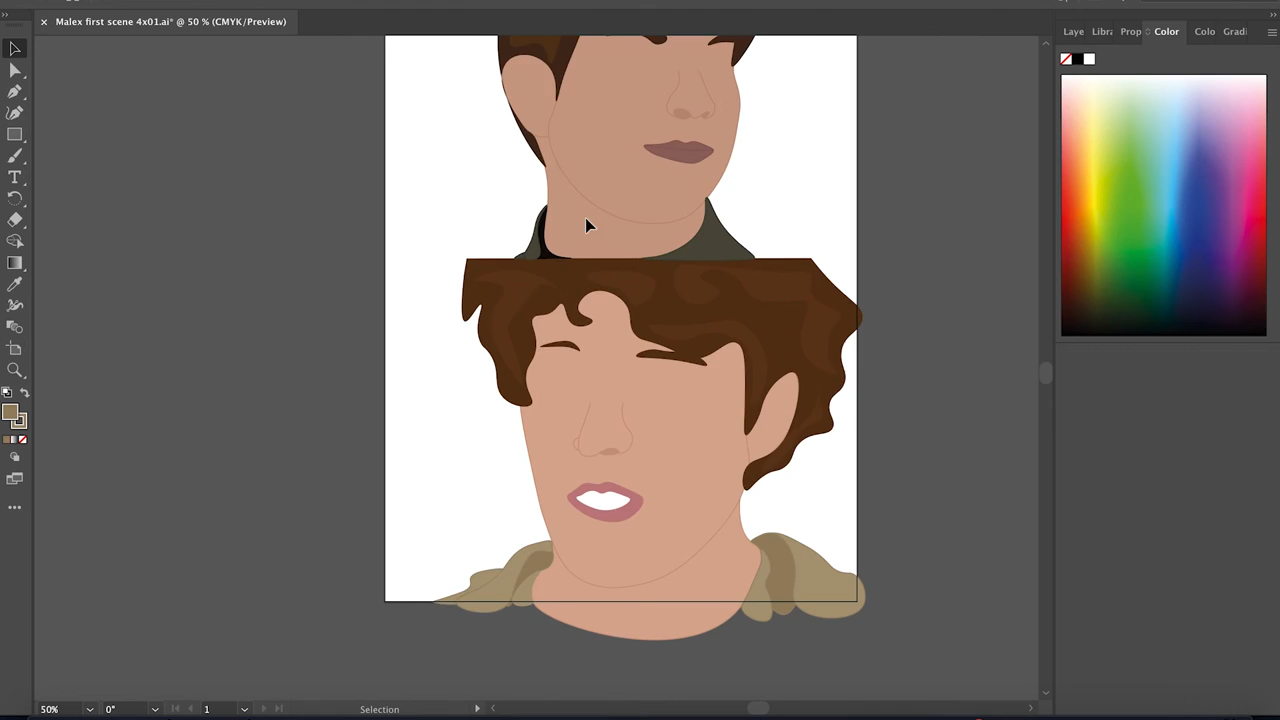 Malex first scene 4x01.ai* @ 50 % (CMYK/Preview)
Laye Libra Prop Color Colo Gradi
50% 0° 1 Selection